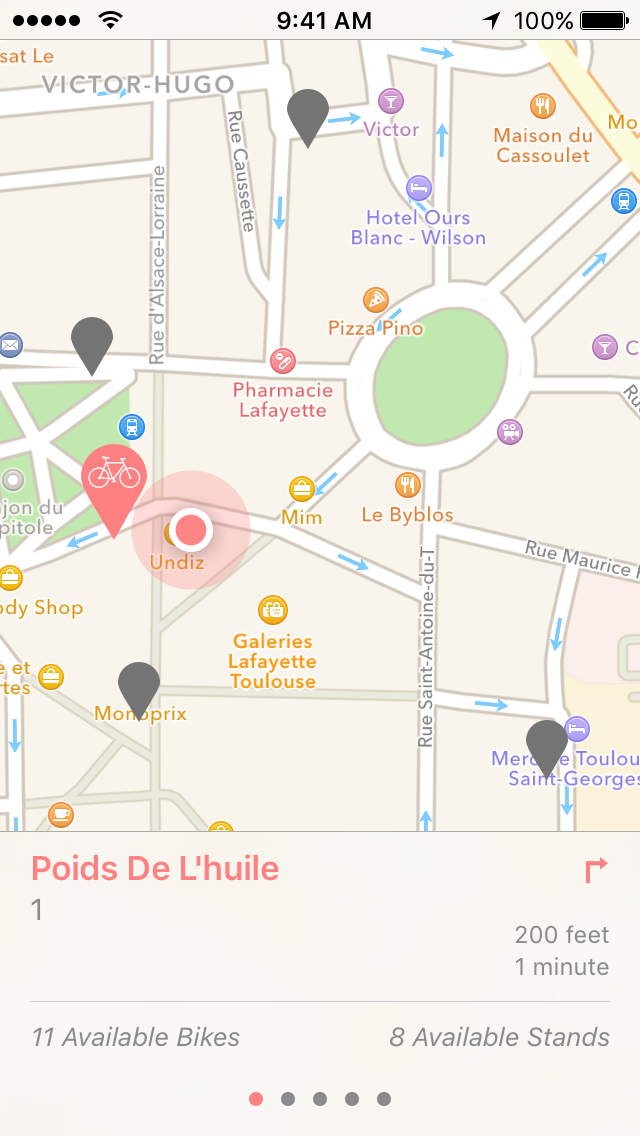 9:41 AM
100%
sat Le
VICTOR-HUGO
Rue Caussette
Victor
Maison du
Cassoulet
Mo
Rue d'Alsace-Lorraine
Hotel Ours
Blanc - Wilson
Pizza Pino
Pharmacie
Lafayette
C
Ru
jon du
pitole
Mim
Le Byblos
Undiz
Rue Maurice F
ody Shop
Galeries
Lafayette
Toulouse
Rue Saint-Antoine-du-T
e et
rtes
Monoprix
Mercure Toulou
Saint-Georges
Poids De L'huile
1
200 feet
1 minute
11 Available Bikes
8 Available Stands